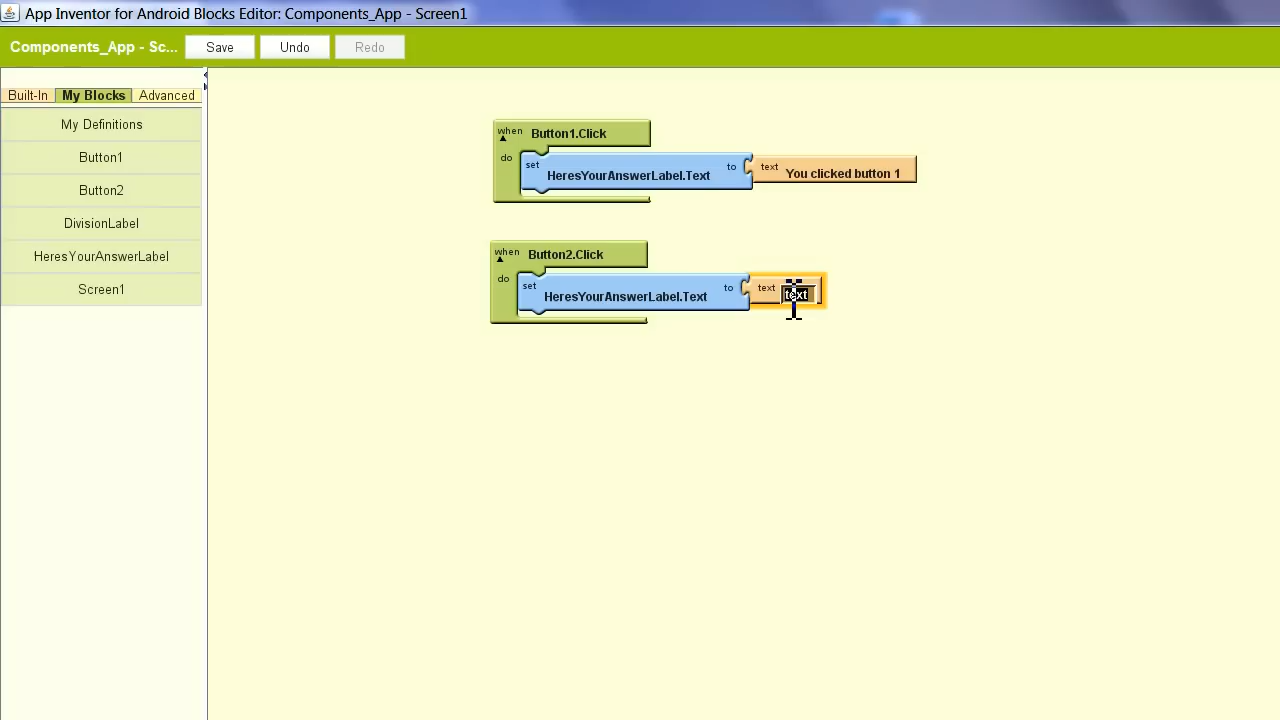 App Inventor for Android Blocks Editor: Components_App - Screen1
Components_App - Sc... Save Undo Redo
Built-In My Blocks Advanced
My Definitions
Button1
Button2
DivisionLabel
HeresYourAnswerLabel
Screen1
when Button1.Click
do set HeresYourAnswerLabel.Text to text You clicked button 1
when Button2.Click
do set HeresYourAnswerLabel.Text to text text